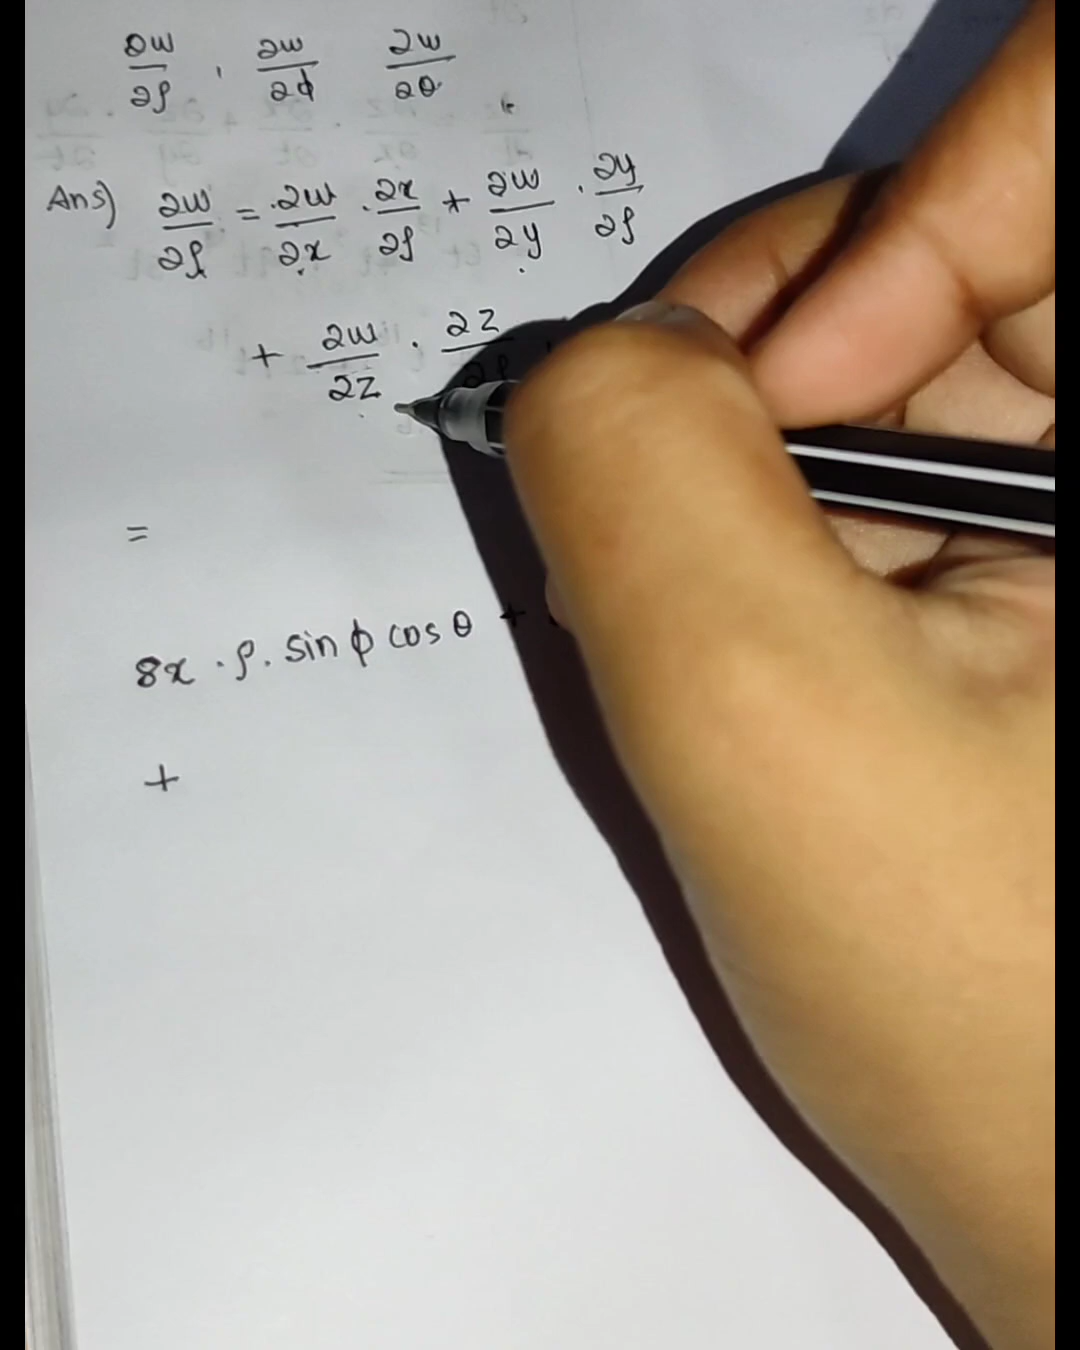 ∂w/∂ρ , ∂w/∂ϕ ∂w/∂θ
Ans) ∂w/∂ρ = ∂w/∂x . ∂x/∂ρ + ∂w/∂y . ∂y/∂ρ
+ ∂w/∂z . ∂z/∂ρ
=
8x . ρ . sin ϕ cos θ +
+